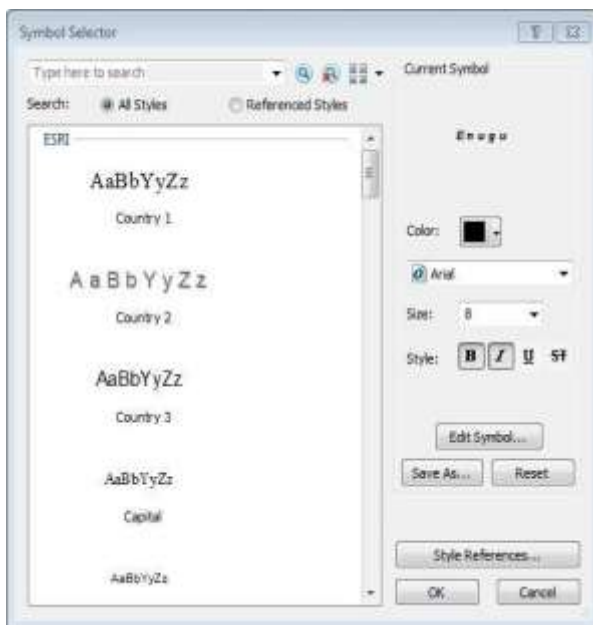 Symbol Selector
Type here to search
Search: All Styles Referenced Styles
ESRI
AaBbYyZz
Country 1
AaBbYyZz
Country 2
AaBbYyZz
Country 3
AaBbYyZz
Capital
AaBbYyZz
Current Symbol
Enugu
Color:
Arial
Size: 8
Style: B I U ST
Edit Symbol...
Save As... Reset
Style References...
OK Cancel